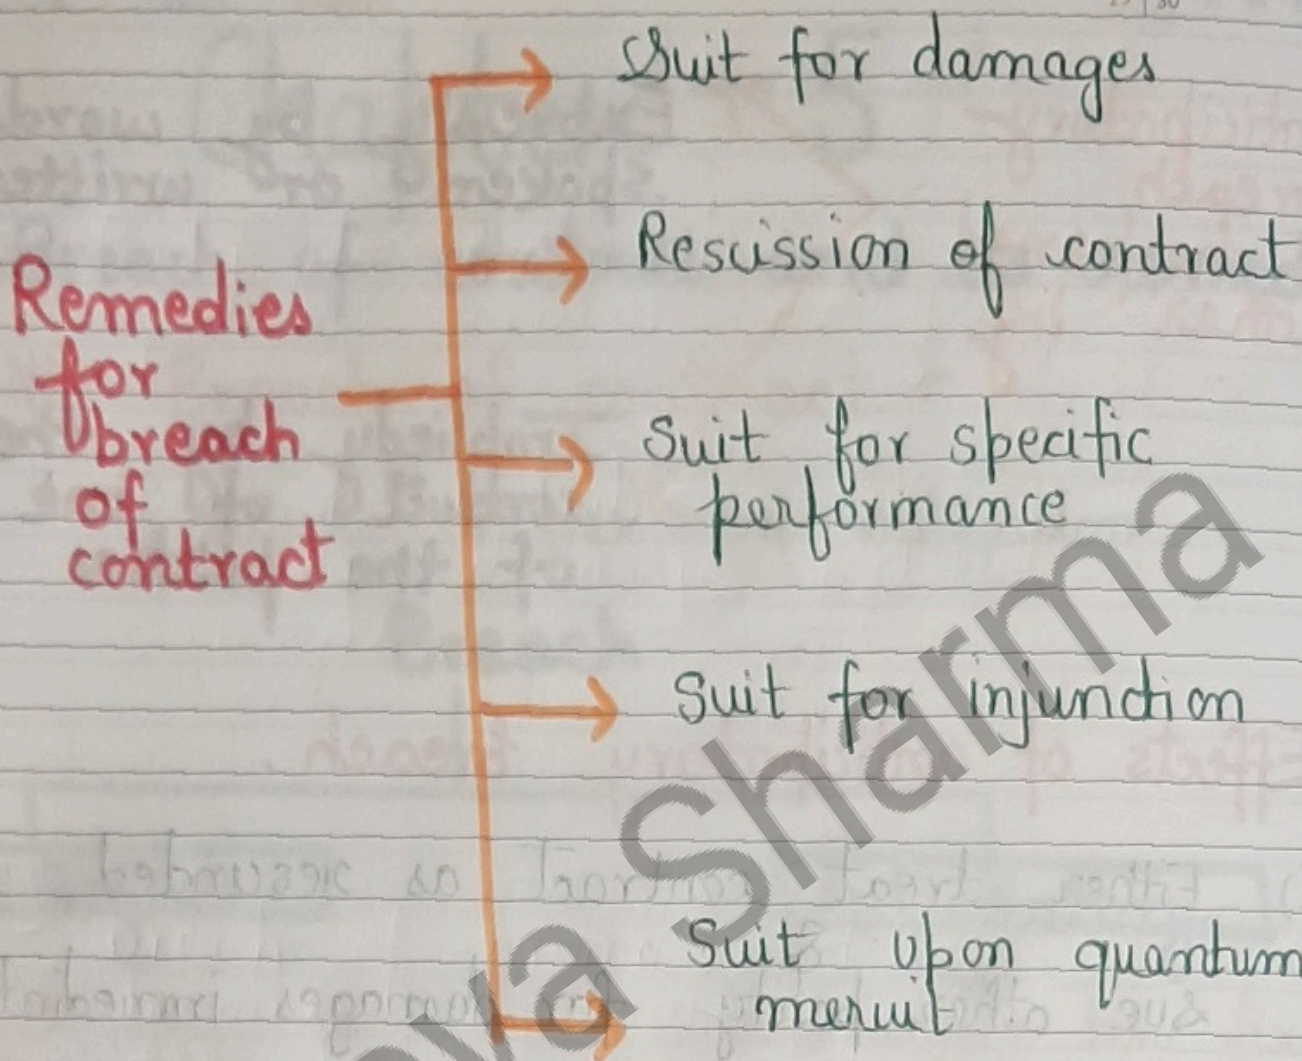 Suit for damages
Rescission of contract
Remedies
for
breach
of
contract
Suit for specific
performance
Suit for injunction
Suit upon quantum
meruit
Sharma